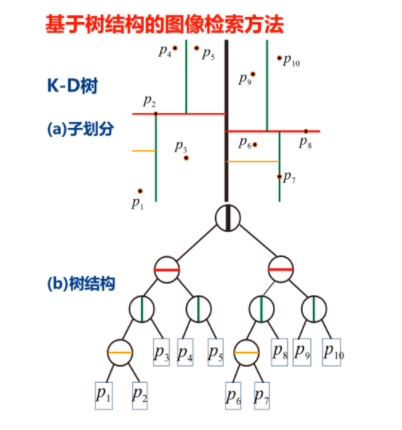 基于树结构的图像检索方法
p4 p5 p10
p9
K-D树
p2
(a)子划分
p3 p6 p8
p7
p1
(b)树结构
p3 p4 p5 p8 p9 p10
p1 p2 p6 p7